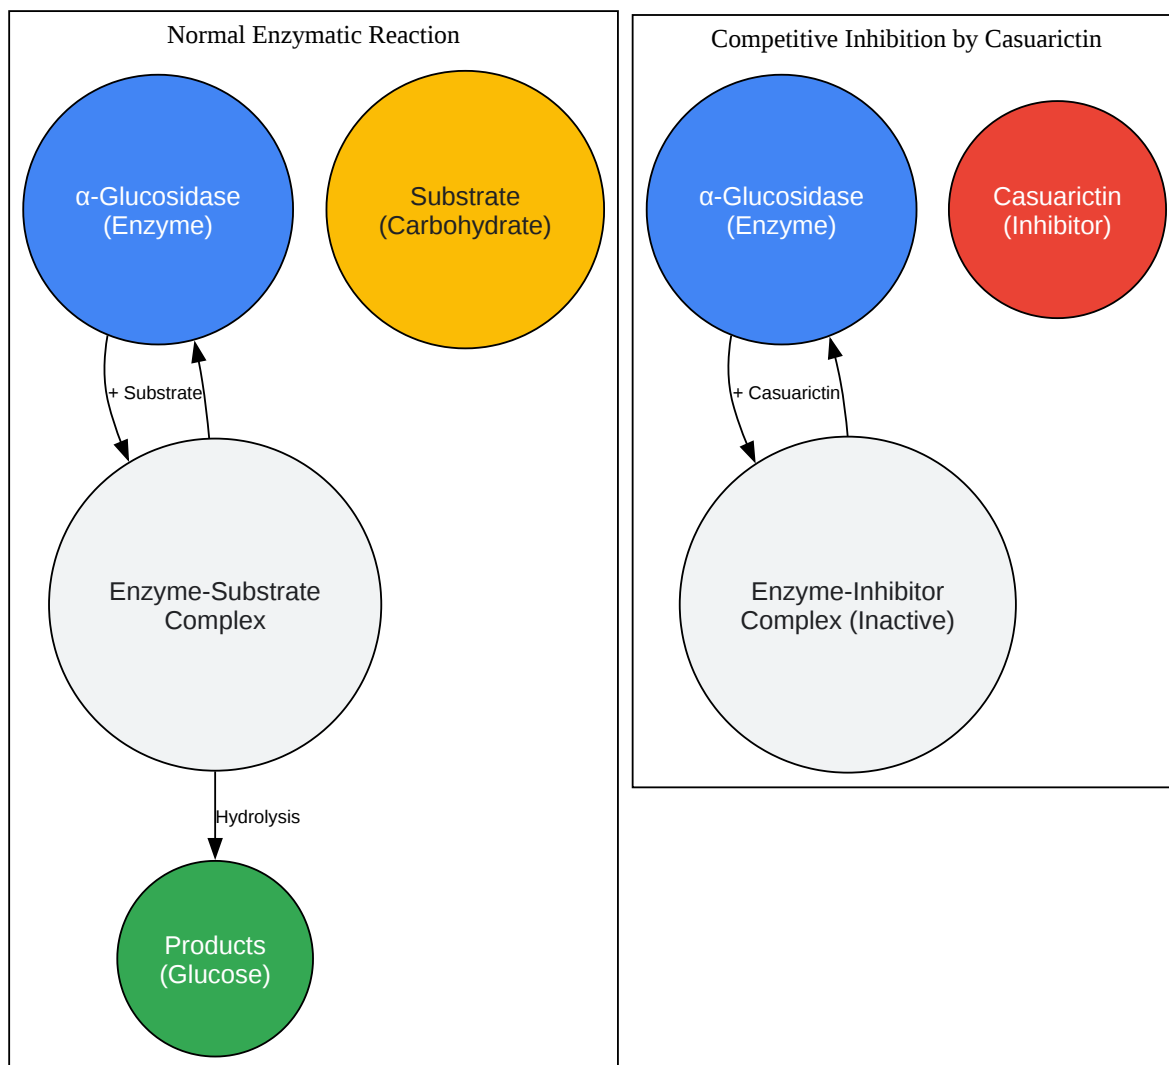 Normal Enzymatic Reaction
α-Glucosidase
(Enzyme)
Substrate
(Carbohydrate)
+ Substrate
Enzyme-Substrate
Complex
Hydrolysis
Products
(Glucose)
Competitive Inhibition by Casuarictin
α-Glucosidase
(Enzyme)
Casuarictin
(Inhibitor)
+ Casuarictin
Enzyme-Inhibitor
Complex (Inactive)